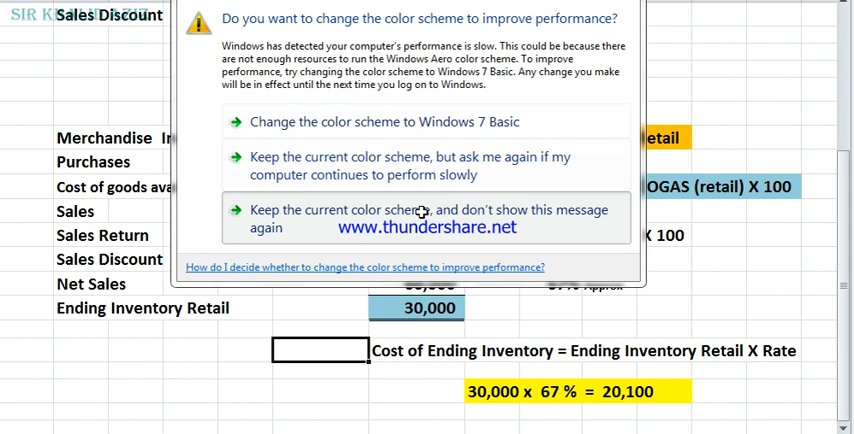 Sales Discount
Do you want to change the color scheme to improve performance?
Windows has detected your computer's performance is slow. This could be because
there are not enough resources to run the Windows Aero color scheme. To improve
performance, try changing the color scheme to Windows 7 Basic. Any change you make
will be in effect until the next time you log on to Windows.
Change the color scheme to Windows 7 Basic
Merchandise
etail
Keep the current color scheme, but ask me again if my
computer continues to perform slowly
Purchases
Cost of goods ava
OGAS (retail) X 100
Keep the current color scheme, and don't show this message
again
Sales
www.thundershare.net
Sales Return
X 100
Sales Discount
How do I decide whether to change the color scheme to improve performance?
Net Sales
Ending Inventory Retail 30,000
Cost of Ending Inventory = Ending Inventory Retail X Rate
30,000 x 67 % = 20,100